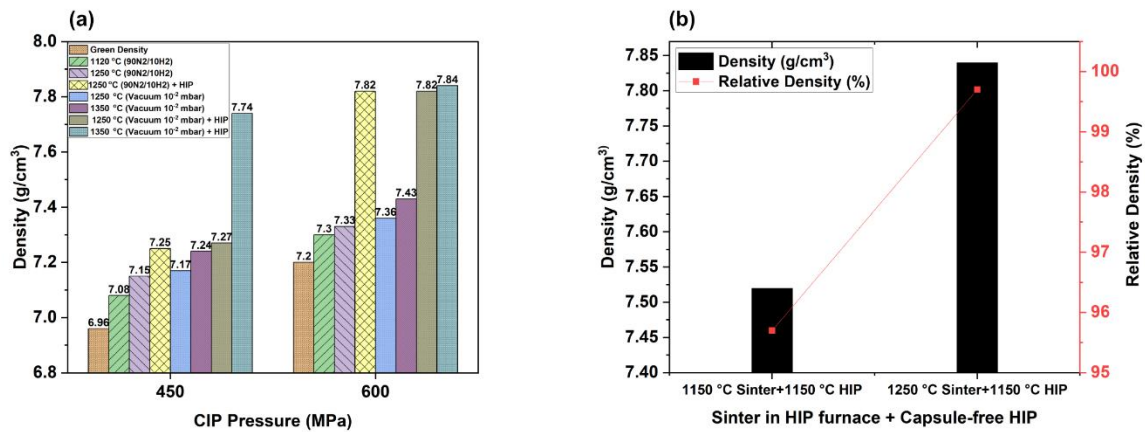 (a)
8.0
7.8
7.6
7.4
7.2
7.0
6.8
Density (g/cm³)
Green Density
1120 °C (90N2/10H2)
1250 °C (90N2/10H2)
1250 °C (90N2/10H2) + HIP
1250 °C (Vacuum 10⁻² mbar)
1350 °C (Vacuum 10⁻² mbar)
1250 °C (Vacuum 10⁻² mbar) + HIP
1350 °C (Vacuum 10⁻² mbar) + HIP
6.96
7.08
7.15
7.25
7.17
7.24
7.27
7.74
7.2
7.3
7.33
7.82
7.36
7.43
7.82
7.84
450
600
CIP Pressure (MPa)
(b)
7.85
7.80
7.75
7.70
7.65
7.60
7.55
7.50
7.45
7.40
Density (g/cm³)
Density (g/cm³)
Relative Density (%)
100
99
98
97
96
95
Relative Density (%)
1150 °C Sinter+1150 °C HIP
1250 °C Sinter+1150 °C HIP
Sinter in HIP furnace + Capsule-free HIP